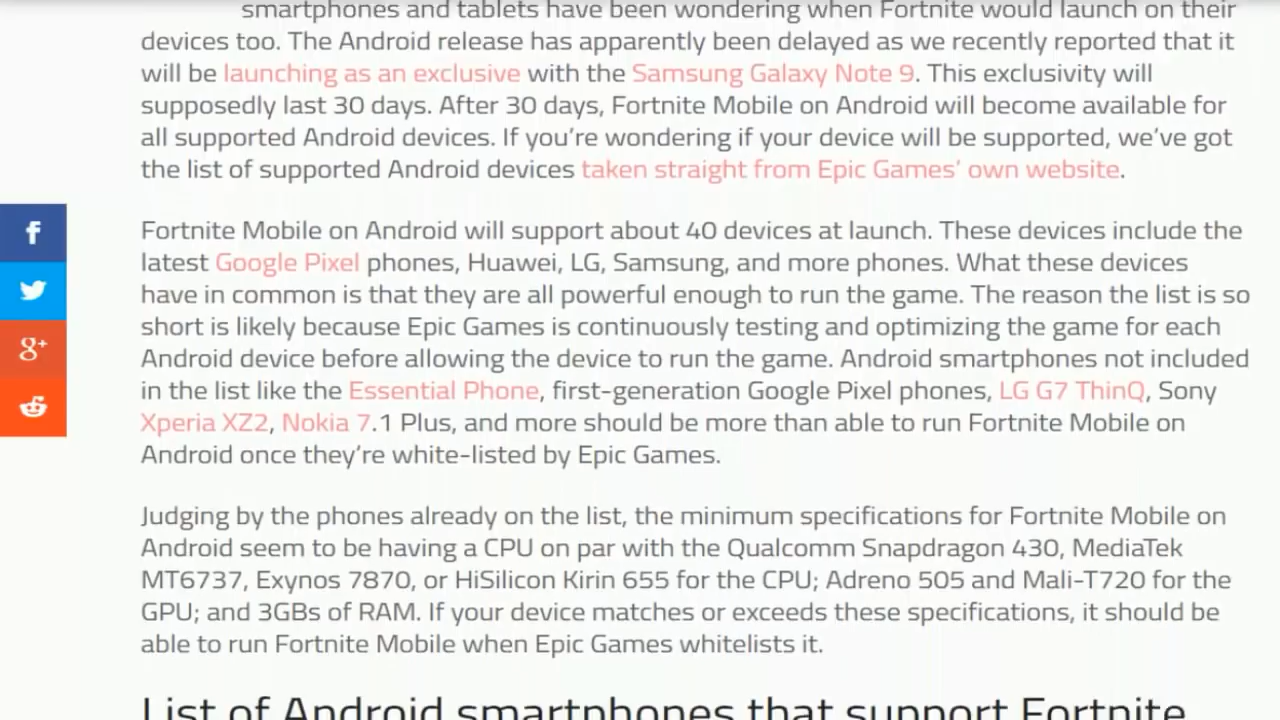 smartphones and tablets have been wondering when Fortnite would launch on their
devices too. The Android release has apparently been delayed as we recently reported that it
will be launching as an exclusive with the Samsung Galaxy Note 9. This exclusivity will
supposedly last 30 days. After 30 days, Fortnite Mobile on Android will become available for
all supported Android devices. If you’re wondering if your device will be supported, we’ve got
the list of supported Android devices taken straight from Epic Games’ own website.
Fortnite Mobile on Android will support about 40 devices at launch. These devices include the
latest Google Pixel phones, Huawei, LG, Samsung, and more phones. What these devices
have in common is that they are all powerful enough to run the game. The reason the list is so
short is likely because Epic Games is continuously testing and optimizing the game for each
Android device before allowing the device to run the game. Android smartphones not included
in the list like the Essential Phone, first-generation Google Pixel phones, LG G7 ThinQ, Sony
Xperia XZ2, Nokia 7.1 Plus, and more should be more than able to run Fortnite Mobile on
Android once they’re white-listed by Epic Games.
Judging by the phones already on the list, the minimum specifications for Fortnite Mobile on
Android seem to be having a CPU on par with the Qualcomm Snapdragon 430, MediaTek
MT6737, Exynos 7870, or HiSilicon Kirin 655 for the CPU; Adreno 505 and Mali-T720 for the
GPU; and 3GBs of RAM. If your device matches or exceeds these specifications, it should be
able to run Fortnite Mobile when Epic Games whitelists it.
List of Android smartphones that support Fortnite